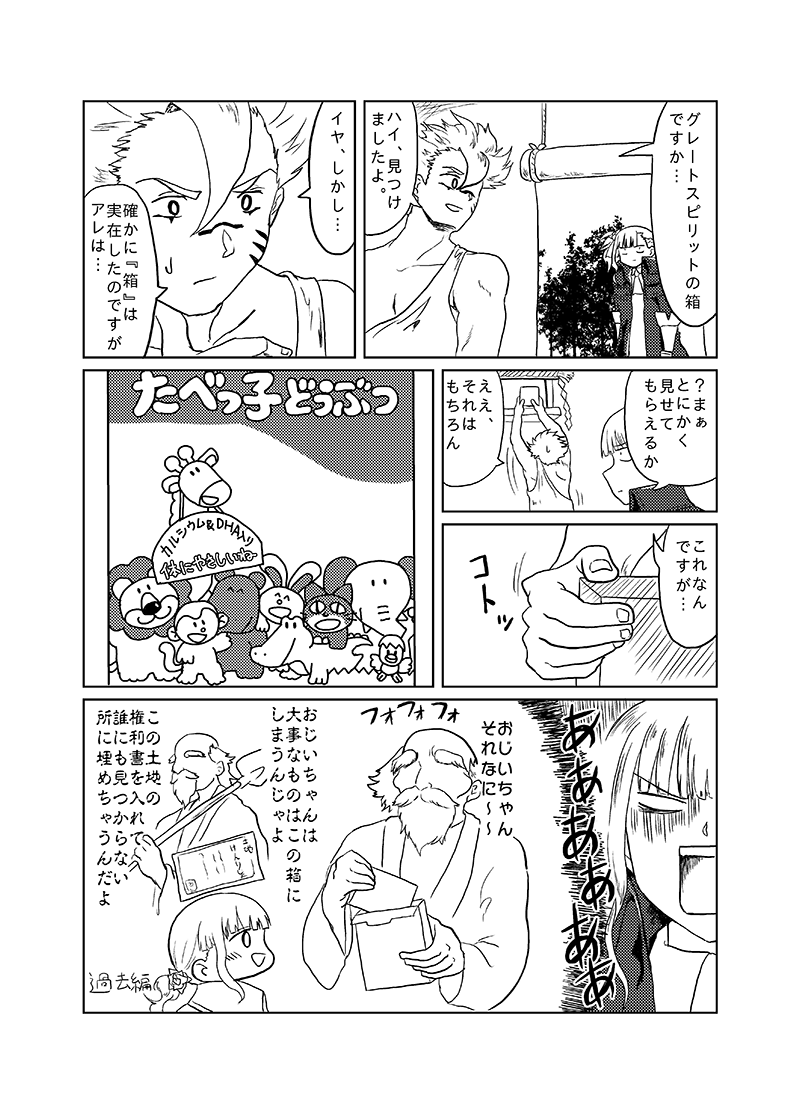 グレートスピリットの箱
ですか…
ハイ、見つけ
ましたよ。
イヤ、しかし…
確かに『箱』は
実在したのですが
アレは…
？まぁ
とにかく
見せて
もらえるか
ええ、
それは
もちろん
これなん
ですが…
コトッ
たべっ子どうぶつ
カルシウム&DHA入り
体にやさしいね
ああああああ
おじいちゃん
それなに～～
フォフォフォ
おじいちゃんは
大事なものはこの箱に
しまうんじゃよ
この土地の
権利書を入れて
誰にも見つからない
所に埋めちゃうんだよ
過去編